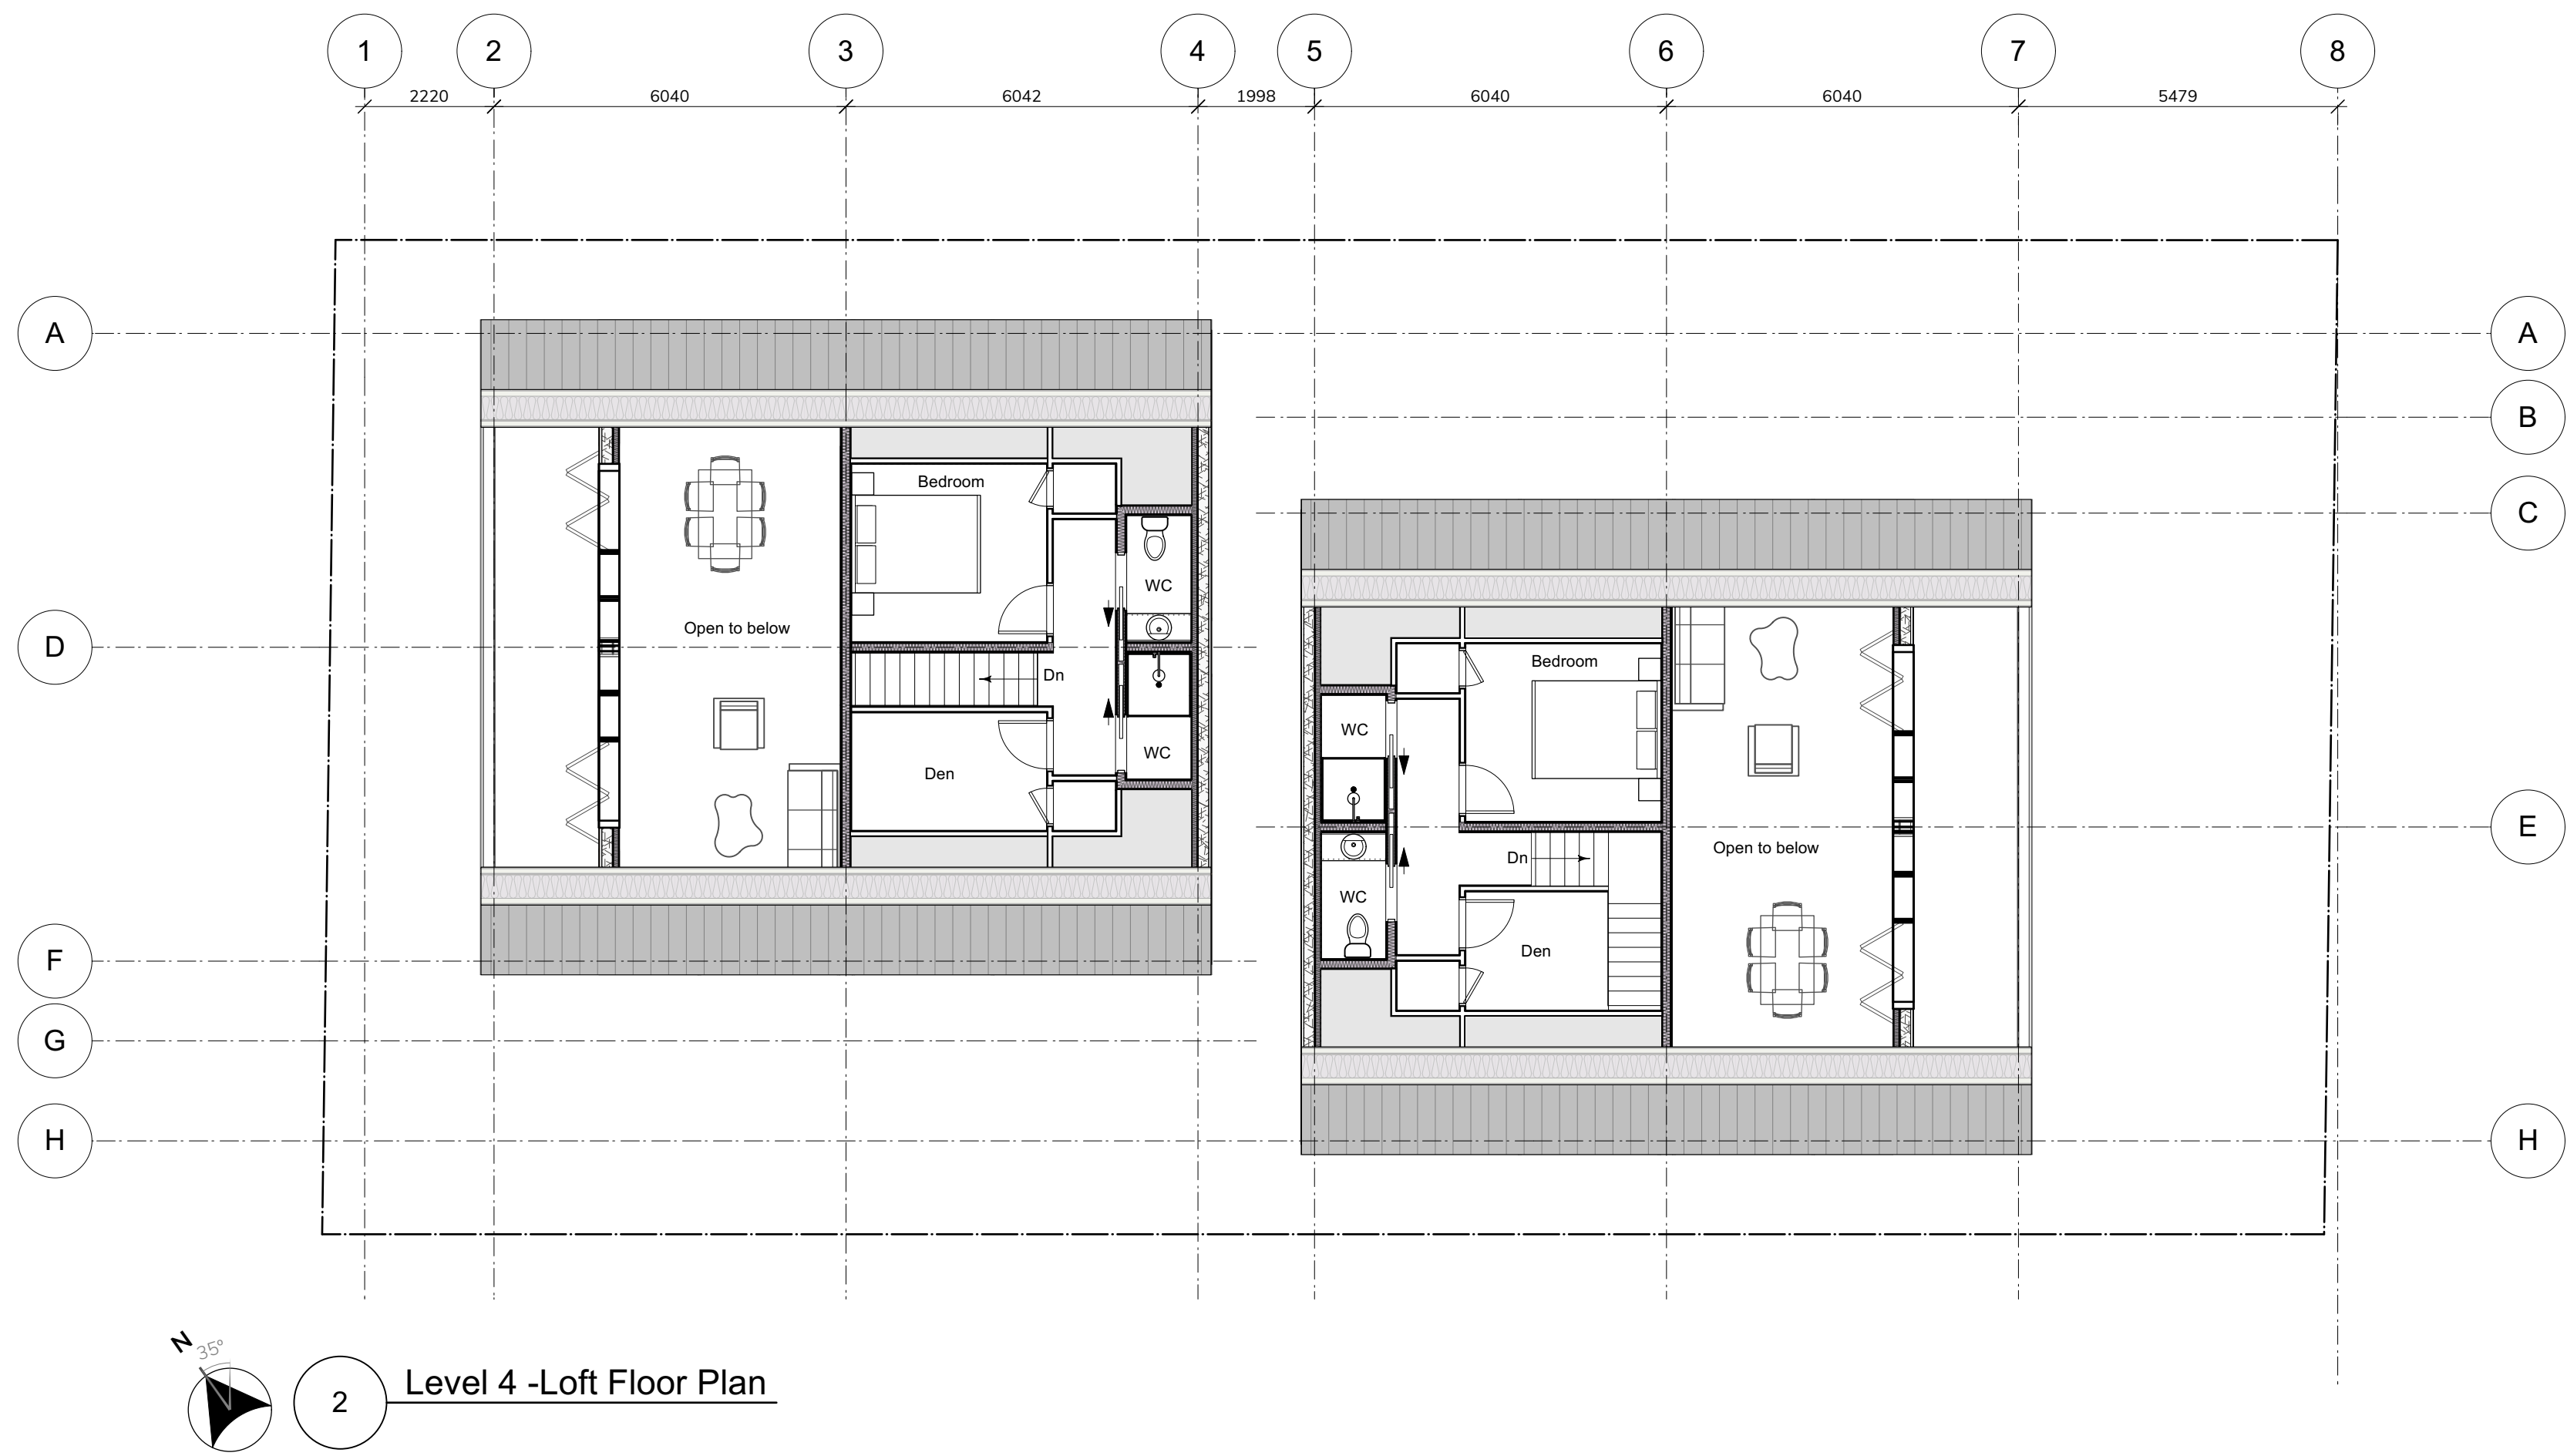 1 2 3 4 5 6 7 8
2220 6040 6042 1998 6040 6040 5479
A A
B
C
D
E
F
G
H H
Bedroom
WC
Open to below
Dn
WC
Den
Bedroom
WC
Open to below
Dn
WC
Den
N 35°
2 Level 4 -Loft Floor Plan